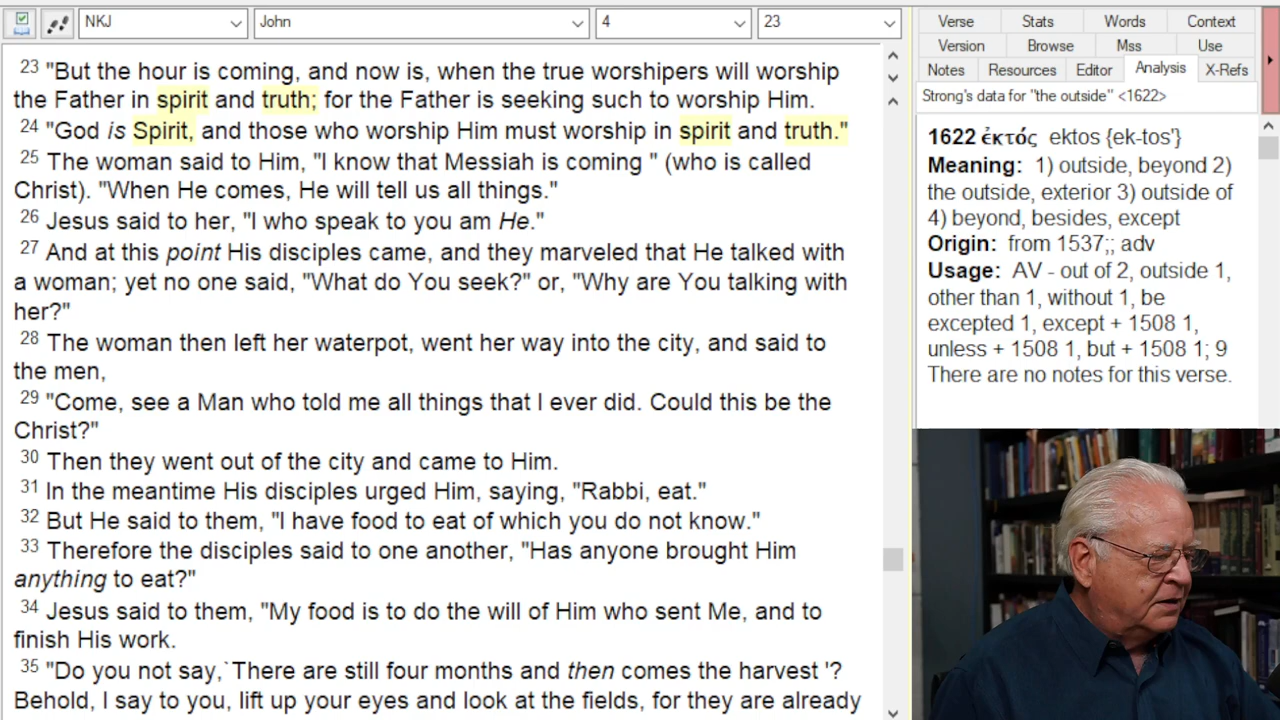 NKJ John 4 23
23 "But the hour is coming, and now is, when the true worshipers will worship
the Father in spirit and truth; for the Father is seeking such to worship Him.
24 "God is Spirit, and those who worship Him must worship in spirit and truth."
25 The woman said to Him, "I know that Messiah is coming " (who is called
Christ). "When He comes, He will tell us all things."
26 Jesus said to her, "I who speak to you am He."
27 And at this point His disciples came, and they marveled that He talked with
a woman; yet no one said, "What do You seek?" or, "Why are You talking with
her?"
28 The woman then left her waterpot, went her way into the city, and said to
the men,
29 "Come, see a Man who told me all things that I ever did. Could this be the
Christ?"
30 Then they went out of the city and came to Him.
31 In the meantime His disciples urged Him, saying, "Rabbi, eat."
32 But He said to them, "I have food to eat of which you do not know."
33 Therefore the disciples said to one another, "Has anyone brought Him
anything to eat?"
34 Jesus said to them, "My food is to do the will of Him who sent Me, and to
finish His work.
35 "Do you not say,`There are still four months and then comes the harvest '?
Behold, I say to you, lift up your eyes and look at the fields, for they are already
Verse Stats Words Context
Version Browse Mss Use
Notes Resources Editor Analysis X-Refs
Strong's data for "the outside" <1622>
1622 ἐκτός ektos {ek-tos'}
Meaning: 1) outside, beyond 2)
the outside, exterior 3) outside of
4) beyond, besides, except
Origin: from 1537;; adv
Usage: AV - out of 2, outside 1,
other than 1, without 1, be
excepted 1, except + 1508 1,
unless + 1508 1, but + 1508 1; 9
There are no notes for this verse.